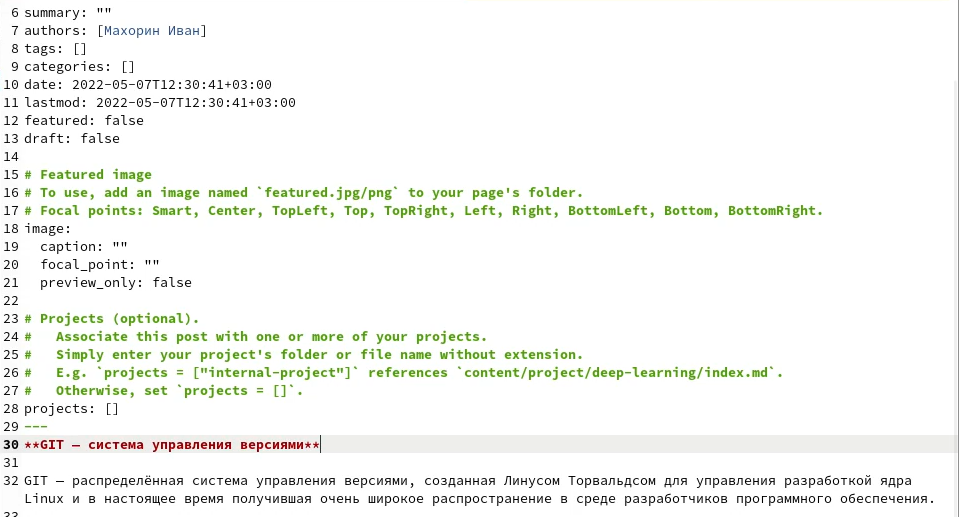 6 summary: ""
7 authors: [Махорин Иван]
8 tags: []
9 categories: []
10 date: 2022-05-07T12:30:41+03:00
11 lastmod: 2022-05-07T12:30:41+03:00
12 featured: false
13 draft: false
14
15 # Featured image
16 # To use, add an image named `featured.jpg/png` to your page's folder.
17 # Focal points: Smart, Center, TopLeft, Top, TopRight, Left, Right, BottomLeft, Bottom, BottomRight.
18 image:
19   caption: ""
20   focal_point: ""
21   preview_only: false
22
23 # Projects (optional).
24 #   Associate this post with one or more of your projects.
25 #   Simply enter your project's folder or file name without extension.
26 #   E.g. `projects = ["internal-project"]` references `content/project/deep-learning/index.md`.
27 #   Otherwise, set `projects = []`.
28 projects: []
29 ---
30 **GIT — система управления версиями**
31
32 GIT — распределённая система управления версиями, созданная Линусом Торвальдсом для управления разработкой ядра
Linux и в настоящее время получившая очень широкое распространение в среде разработчиков программного обеспечения.
33